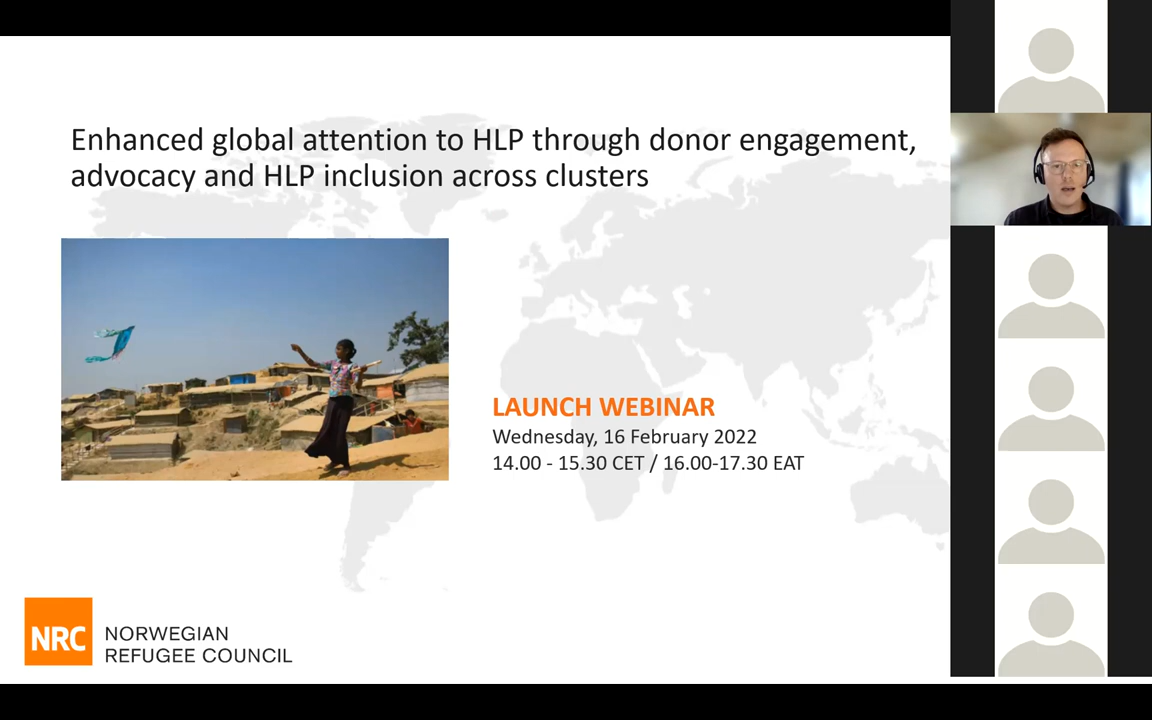 Enhanced global attention to HLP through donor engagement,
advocacy and HLP inclusion across clusters
LAUNCH WEBINAR
Wednesday, 16 February 2022
14.00 - 15.30 CET / 16.00-17.30 EAT
NRC
NORWEGIAN
REFUGEE COUNCIL